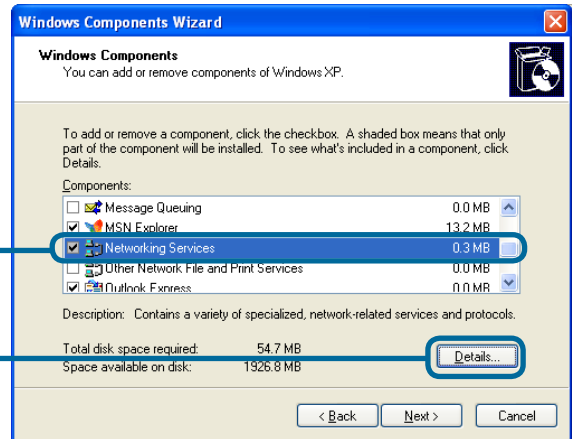 Windows Components Wizard
Windows Components
You can add or remove components of Windows XP.
To add or remove a component, click the checkbox. A shaded box means that only
part of the component will be installed. To see what's included in a component, click
Details.
Components:
Message Queuing 0.0 MB
MSN Explorer 13.2 MB
Networking Services 0.3 MB
Other Network File and Print Services 0.0 MB
Outlook Express 0.0 MB
Description: Contains a variety of specialized, network-related services and protocols.
Total disk space required: 54.7 MB
Space available on disk: 1926.8 MB
Details...
< Back Next > Cancel